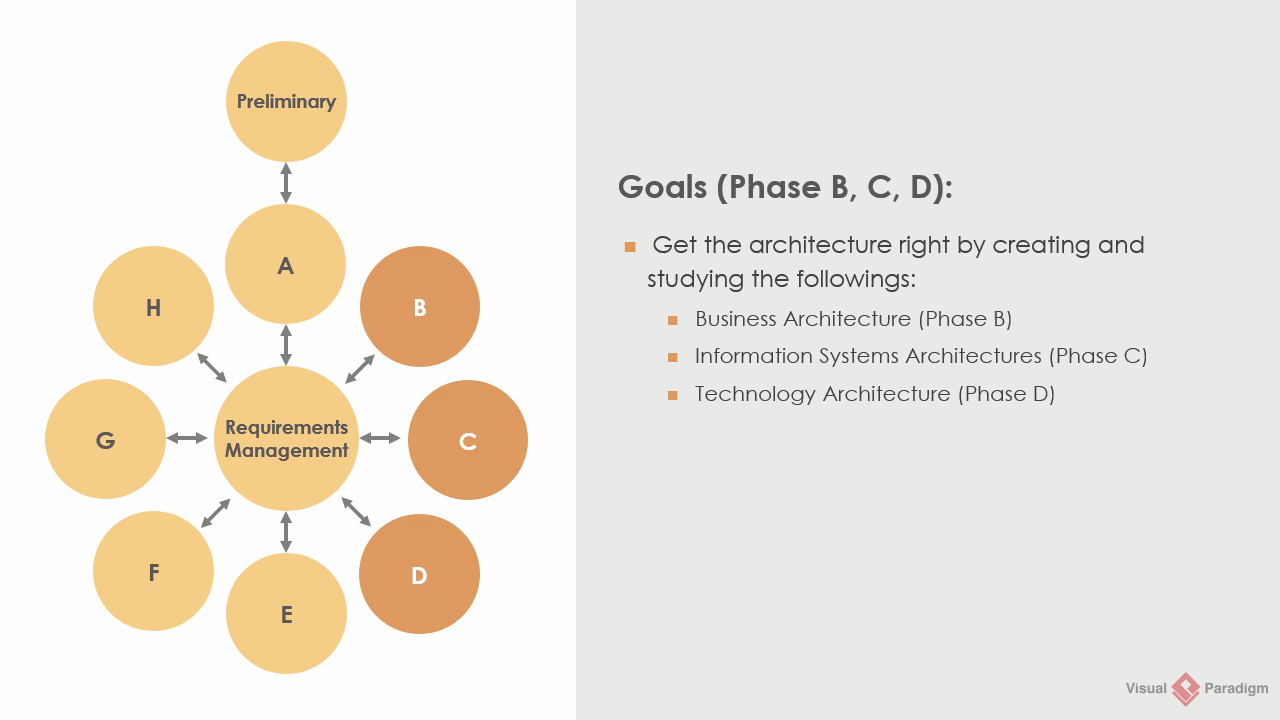 Preliminary
A
H
B
Requirements
Management
G
C
F
D
E
Goals (Phase B, C, D):
Get the architecture right by creating and
studying the followings:
Business Architecture (Phase B)
Information Systems Architectures (Phase C)
Technology Architecture (Phase D)
Visual Paradigm